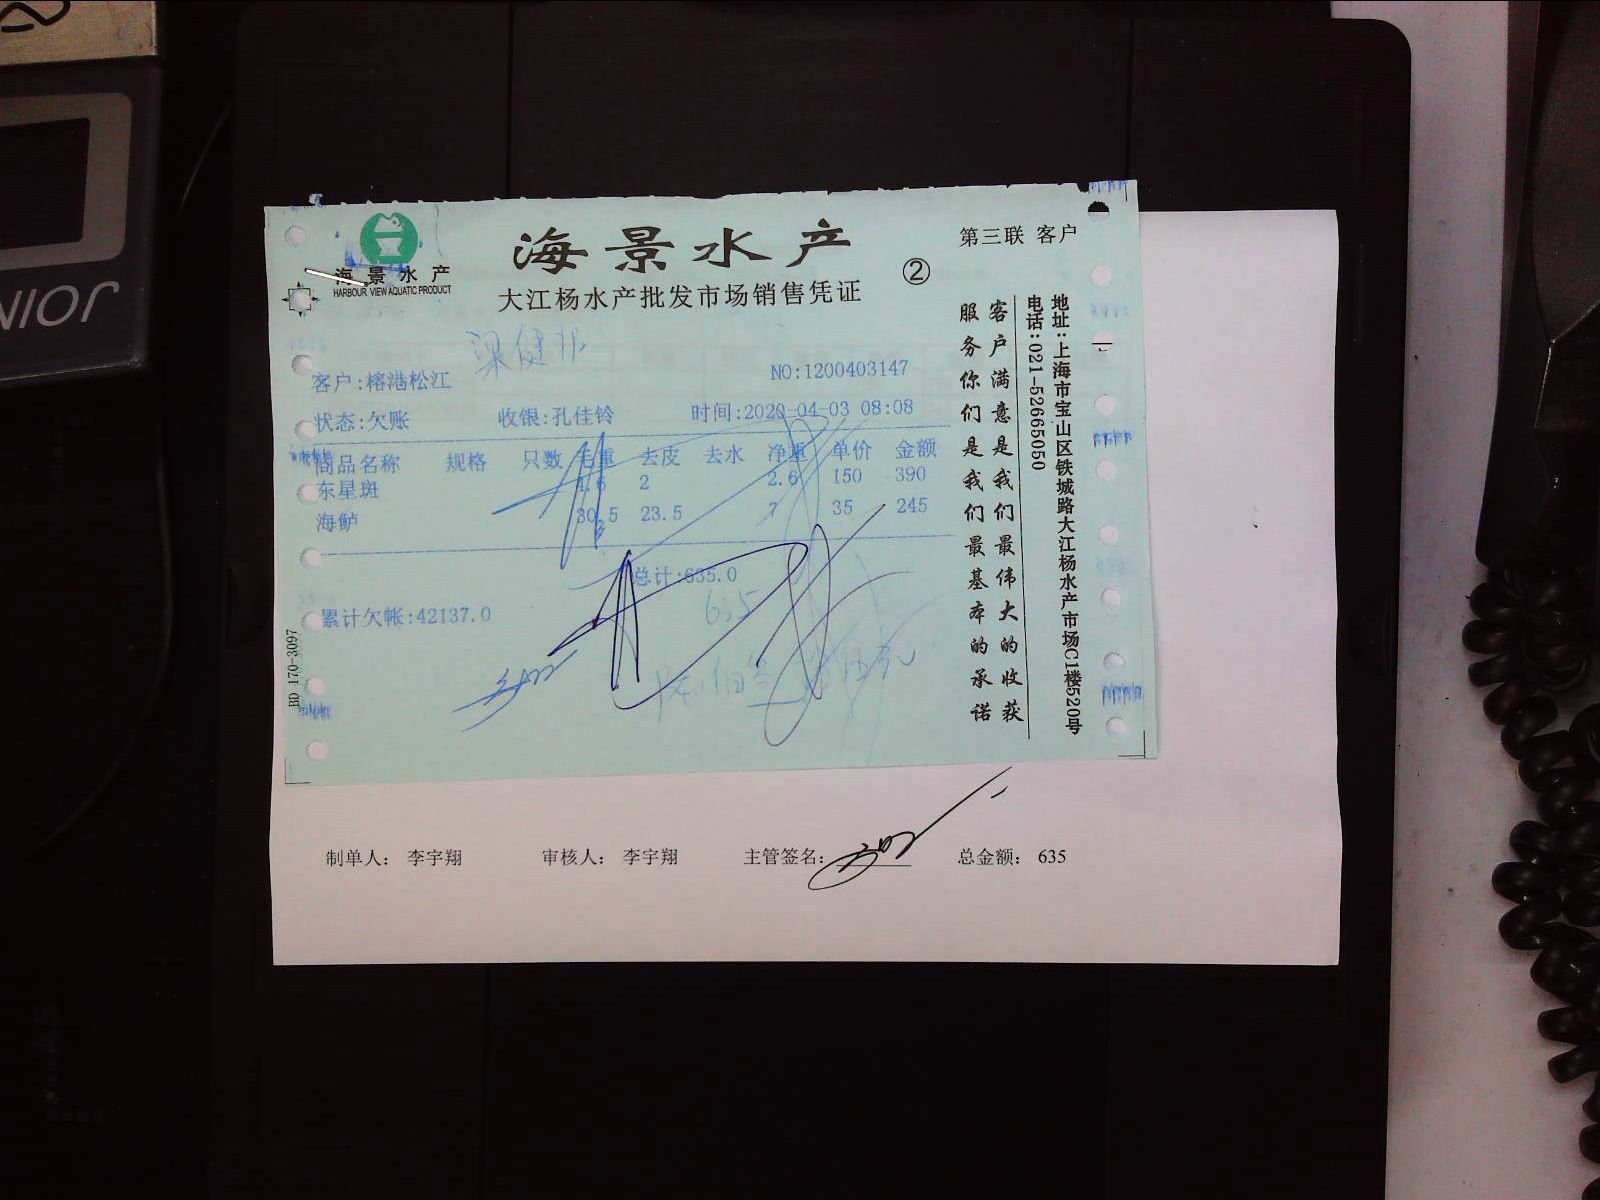 海景水产
HARBOUR VIEW AQUATIC PRODUCT
海景水产
大江杨水产批发市场销售凭证
②
第三联 客户
客户:榕港松江
NO:1200403147
状态:欠账 收银:孔佳铃 时间:2020-04-03 08:08
商品名称 规格 只数 毛重 去皮 去水 净重 单价 金额
东星斑 4.6 2 2.6 150 390
海鲈 30.5 23.5 7 35 245
总计:635.0
635
累计欠帐:42137.0
BD 170-3097
客户满意是我们最伟大的收获
服务你们是我们最基本的承诺
地址:上海市宝山区铁城路大江杨水产市场C1楼520号
电话:021-52665050
制单人: 李宇翔 审核人: 李宇翔 主管签名: 总金额: 635
JOIN